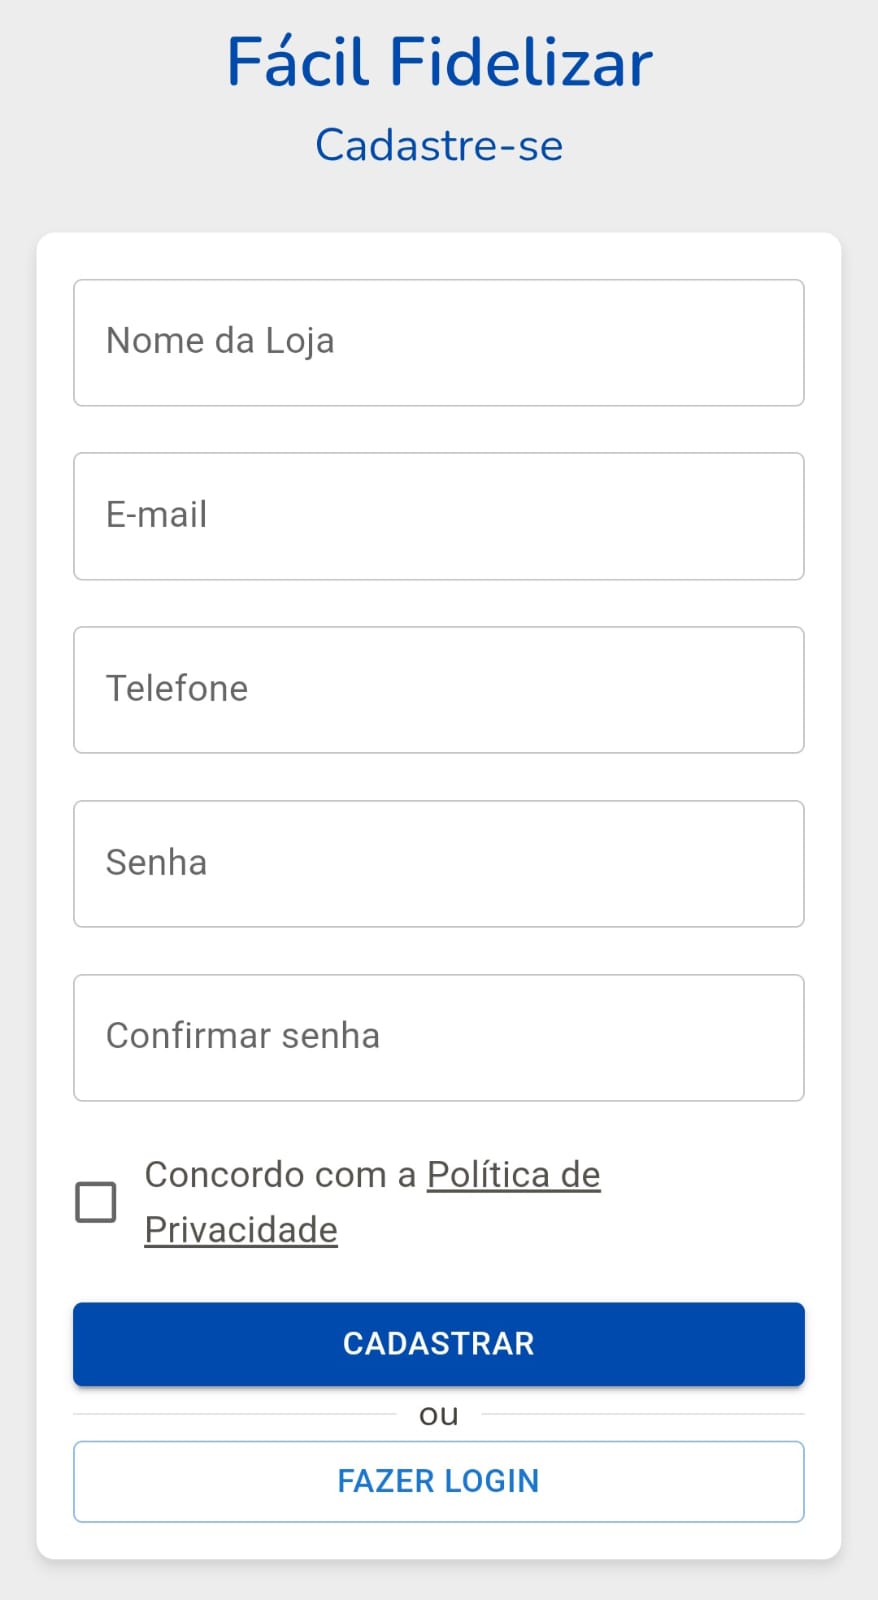 Fácil Fidelizar
Cadastre-se
Nome da Loja
E-mail
Telefone
Senha
Confirmar senha
Concordo com a Política de
Privacidade
CADASTRAR
ou
FAZER LOGIN